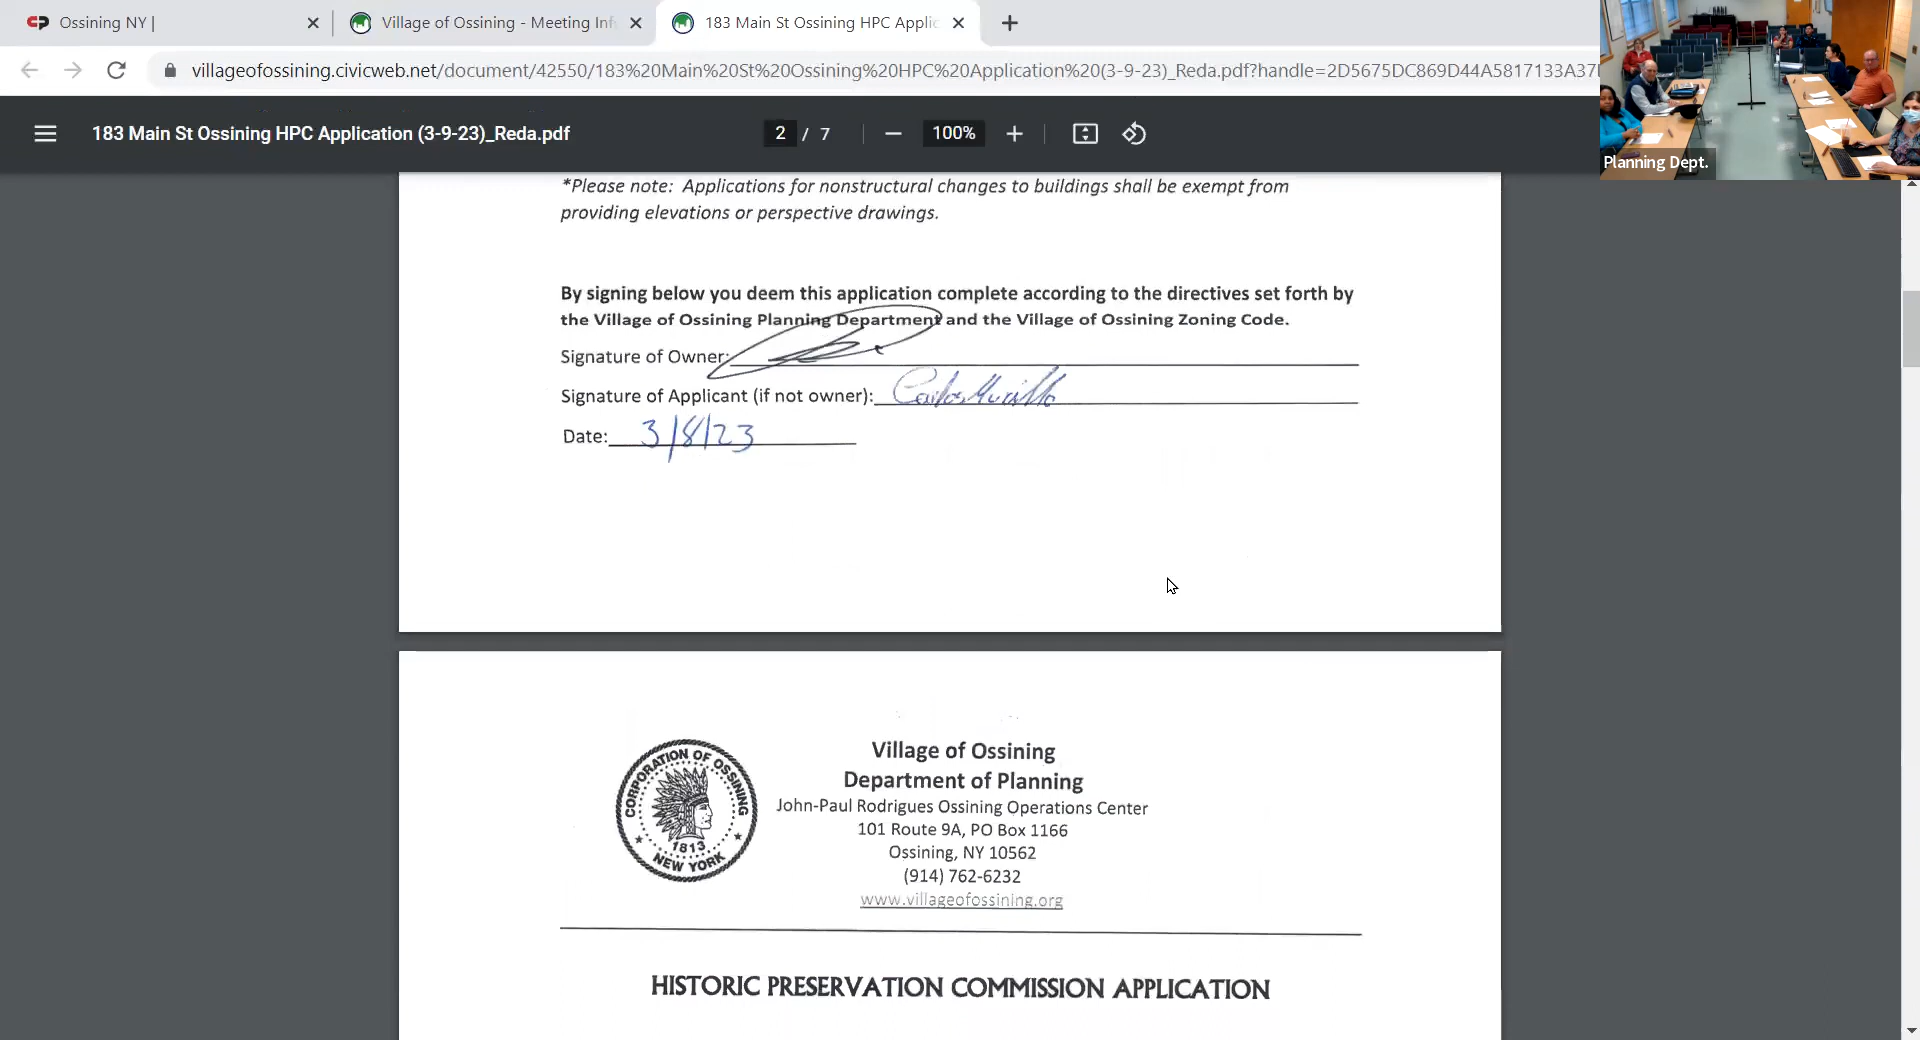 Ossining NY |
Village of Ossining - Meeting Inf
183 Main St Ossining HPC Applic
villageofossining.civicweb.net/document/42550/183%20Main%20St%20Ossining%20HPC%20Application%20(3-9-23)_Reda.pdf?handle=2D5675DC869D44A5817133A37
183 Main St Ossining HPC Application (3-9-23)_Reda.pdf
2 / 7
100%
Planning Dept.
*Please note: Applications for nonstructural changes to buildings shall be exempt from
providing elevations or perspective drawings.
By signing below you deem this application complete according to the directives set forth by
the Village of Ossining Planning Department and the Village of Ossining Zoning Code.
Signature of Owner:
Signature of Applicant (if not owner): Carlos Murillo
Date: 3/8/23
CORPORATION OF OSSINING
1813
NEW YORK
Village of Ossining
Department of Planning
John-Paul Rodrigues Ossining Operations Center
101 Route 9A, PO Box 1166
Ossining, NY 10562
(914) 762-6232
www.villageofossining.org
HISTORIC PRESERVATION COMMISSION APPLICATION